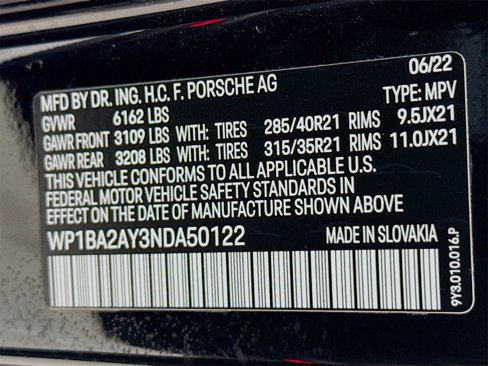 06/22
MFD BY DR. ING. H.C. F. PORSCHE AG
TYPE: MPV
GVWR 6162 LBS
GAWR FRONT 3109 LBS WITH: TIRES 285/40R21 RIMS 9.5JX21
GAWR REAR 3208 LBS WITH: TIRES 315/35R21 RIMS 11.0JX21
THIS VEHICLE CONFORMS TO ALL APPLICABLE U.S.
FEDERAL MOTOR VEHICLE SAFETY STANDARDS IN
EFFECT ON THE DATE OF MANUFACTURE SHOWN ABOVE
WP1BA2AY3NDA50122 MADE IN SLOVAKIA
9Y3.010.016.P